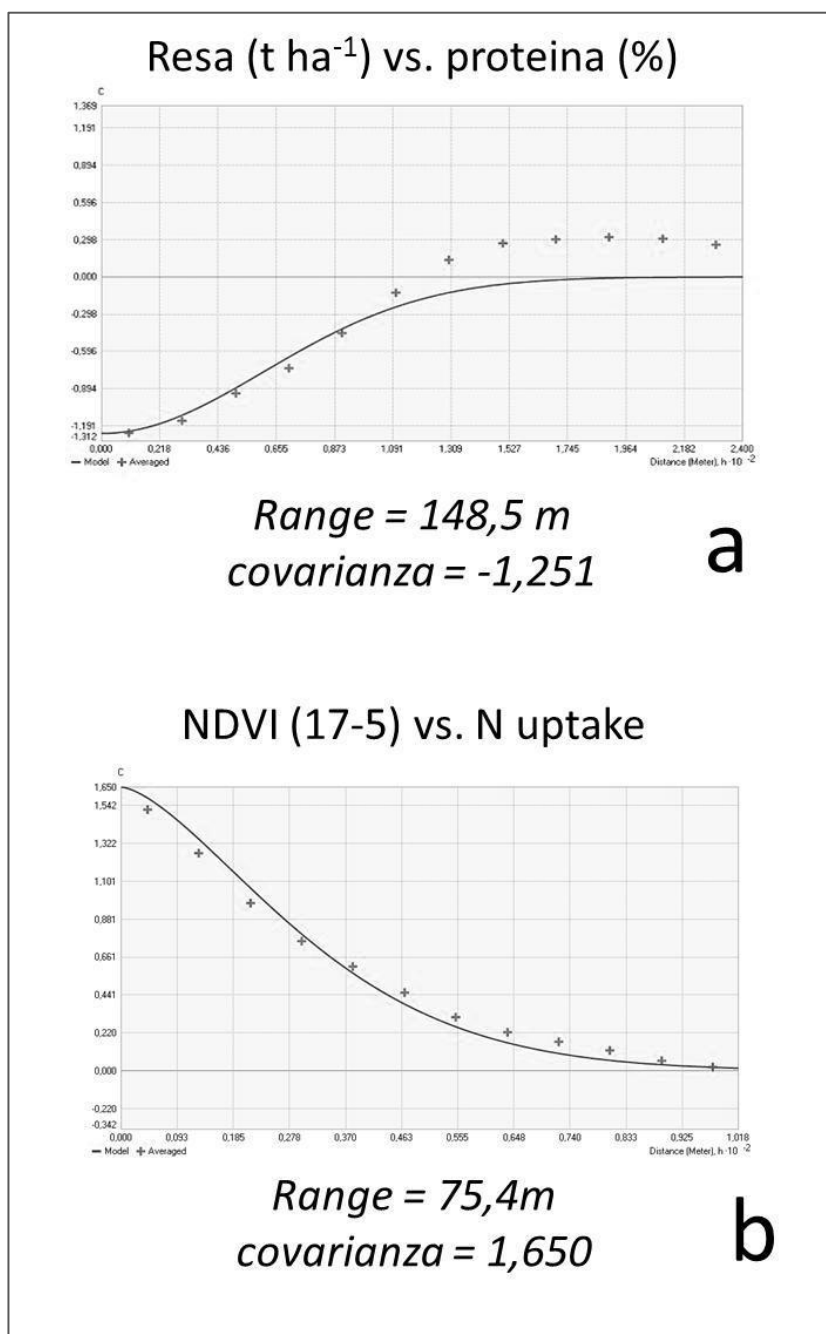 Resa (t ha⁻¹) vs. proteina (%)
C
1,369
1,191
0,894
0,596
0,298
0,000
-0,298
-0,596
-0,894
-1,191
-1,312
0,000 0,218 0,436 0,655 0,873 1,091 1,309 1,527 1,745 1,964 2,182 2,400
Model Averaged Distance (Meter), h·10⁻²
Range = 148,5 m
covarianza = -1,251
a
NDVI (17-5) vs. N uptake
C
1,650
1,542
1,322
1,101
0,881
0,661
0,441
0,220
0,000
-0,220
-0,342
0,000 0,093 0,185 0,278 0,370 0,463 0,555 0,648 0,740 0,833 0,925 1,018
Model Averaged Distance (Meter), h·10⁻²
Range = 75,4m
covarianza = 1,650
b